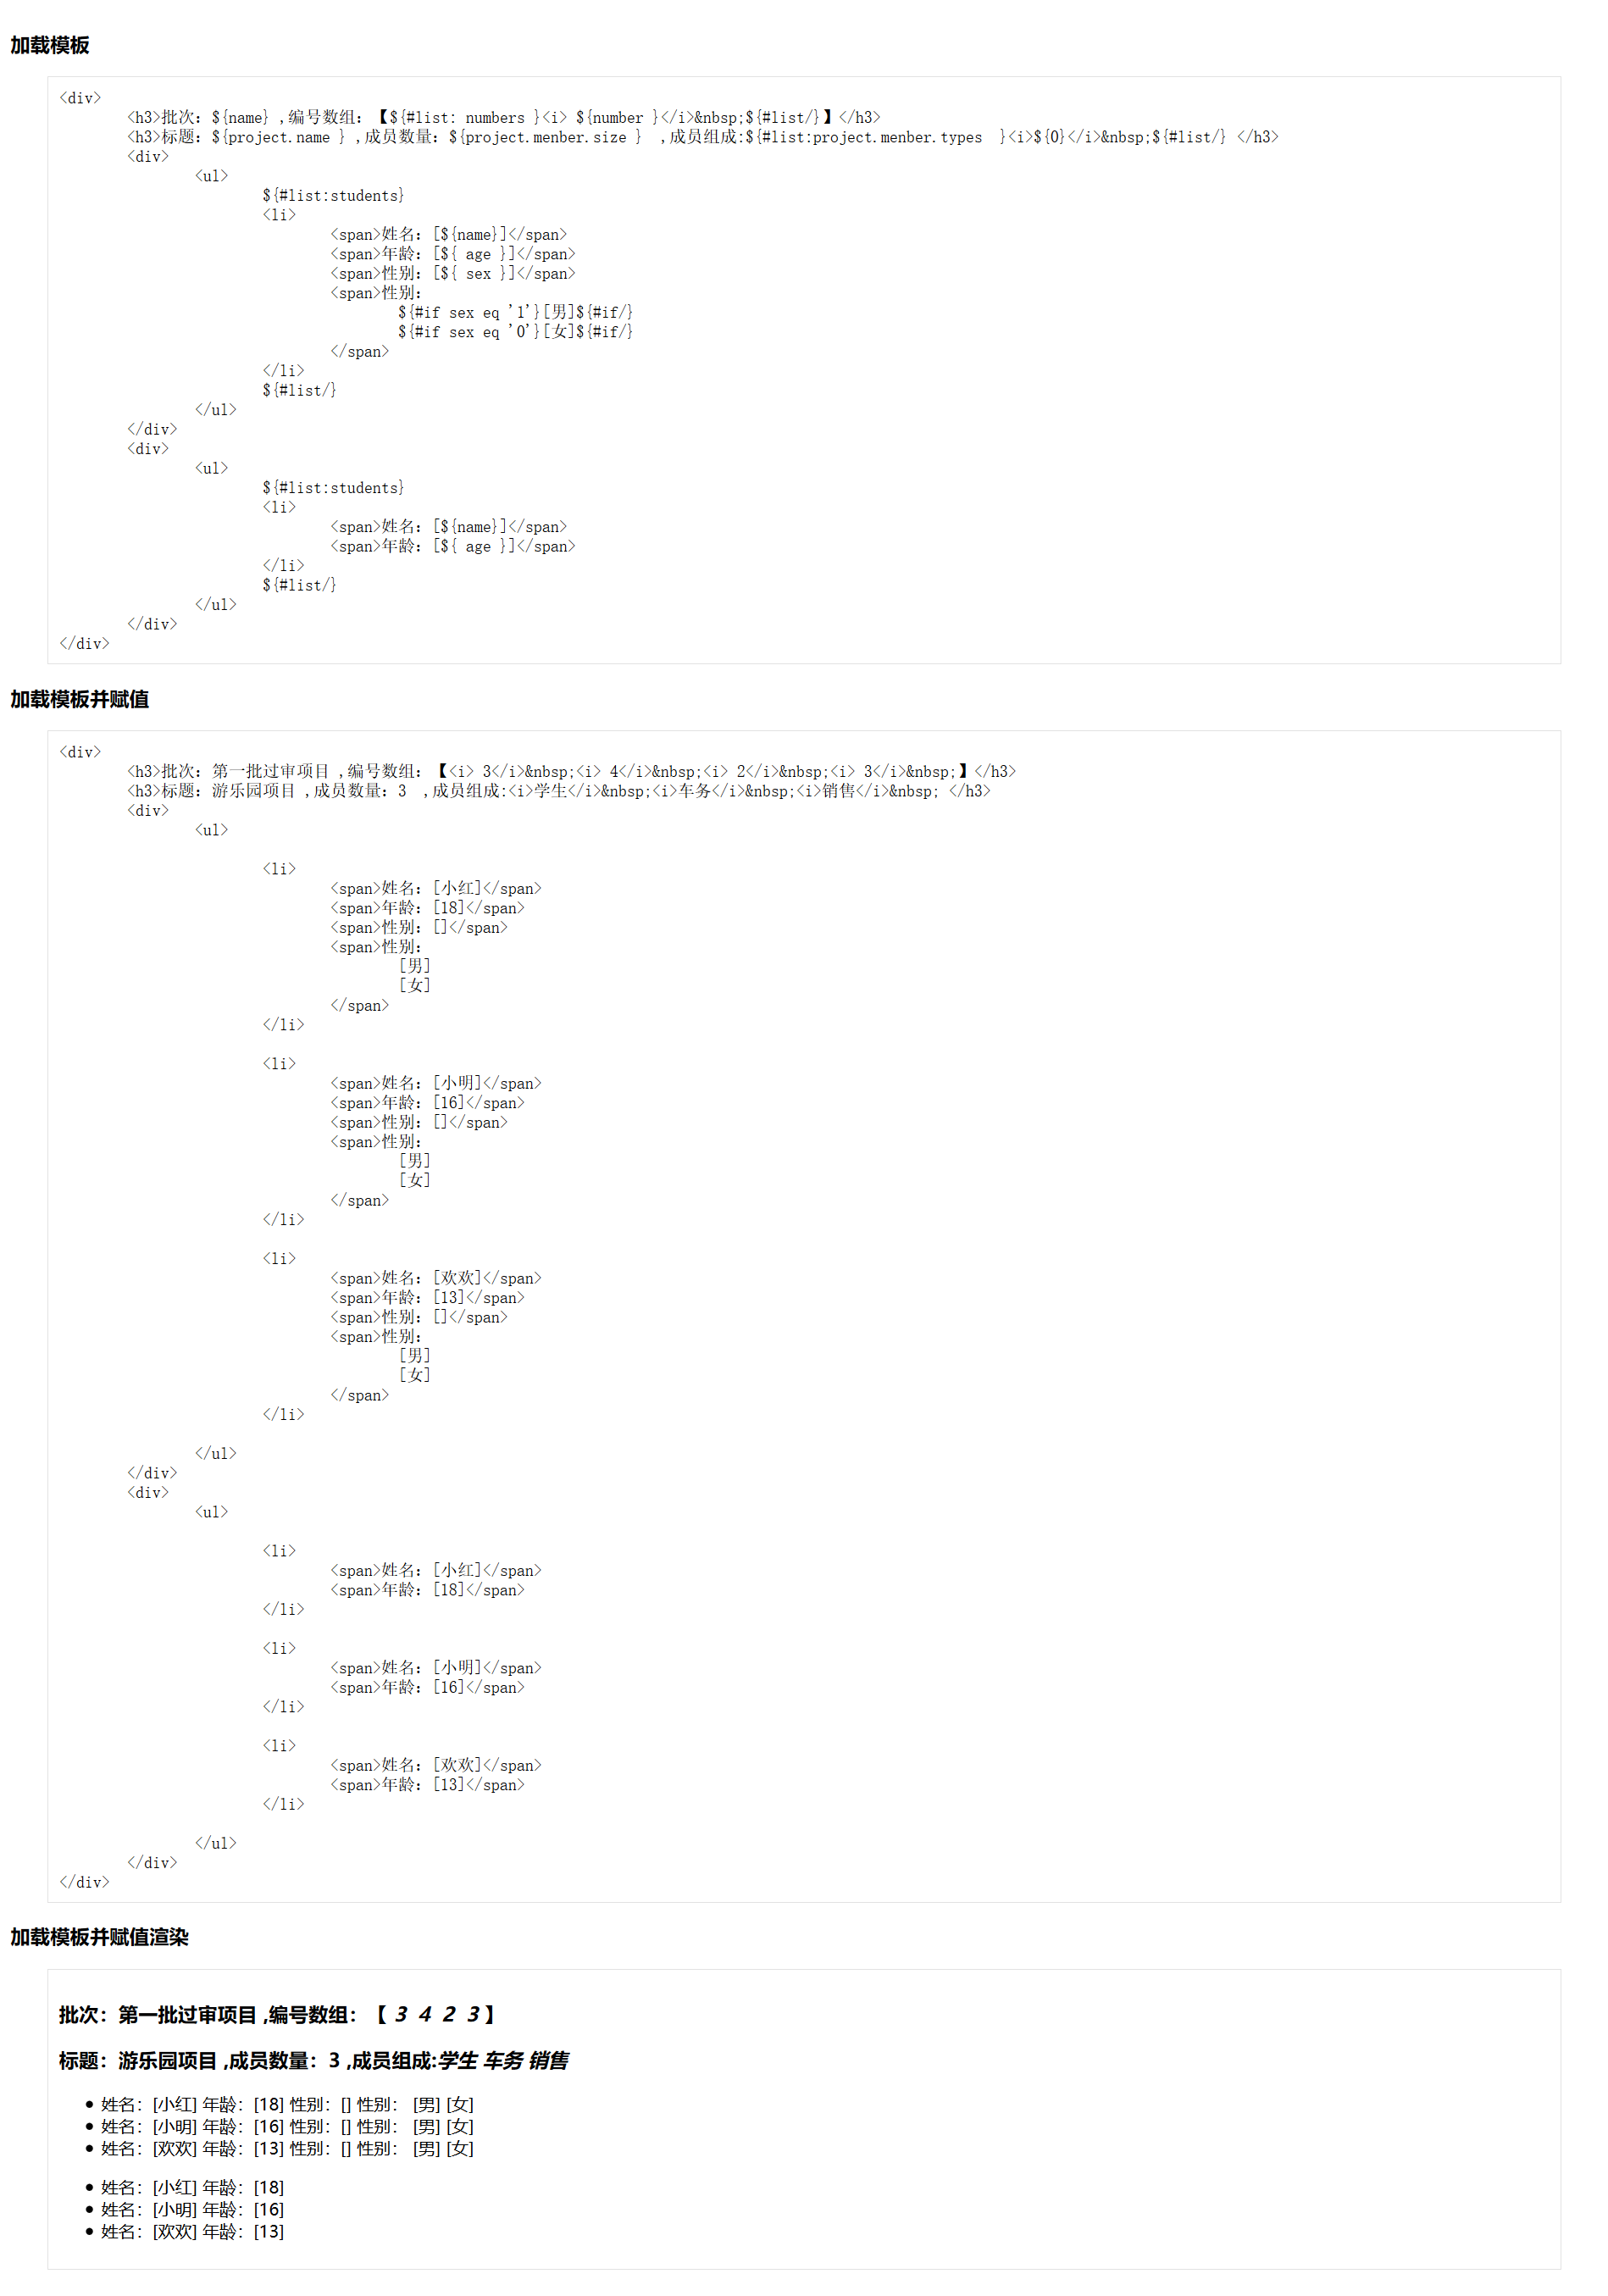 加载模板
<div>
<h3>批次：${name} ,编号数组：【${#list: numbers }<i> ${number }</i>&nbsp;${#list/}】</h3>
<h3>标题：${project.name } ,成员数量：${project.menber.size }  ,成员组成:${#list:project.menber.types  }<i>${0}</i>&nbsp;${#list/} </h3>
<div>
<ul>
${#list:students}
<li>
<span>姓名：[${name}]</span>
<span>年龄：[${ age }]</span>
<span>性别：[${ sex }]</span>
<span>性别：
${#if sex eq '1'}[男]${#if/}
${#if sex eq '0'}[女]${#if/}
</span>
</li>
${#list/}
</ul>
</div>
<div>
<ul>
${#list:students}
<li>
<span>姓名：[${name}]</span>
<span>年龄：[${ age }]</span>
</li>
${#list/}
</ul>
</div>
</div>
加载模板并赋值
<div>
<h3>批次：第一批过审项目 ,编号数组：【<i> 3</i>&nbsp;<i> 4</i>&nbsp;<i> 2</i>&nbsp;<i> 3</i>&nbsp;】</h3>
<h3>标题：游乐园项目 ,成员数量：3  ,成员组成:<i>学生</i>&nbsp;<i>车务</i>&nbsp;<i>销售</i>&nbsp; </h3>
<div>
<ul>
<li>
<span>姓名：[小红]</span>
<span>年龄：[18]</span>
<span>性别：[]</span>
<span>性别：
[男]
[女]
</span>
</li>
<li>
<span>姓名：[小明]</span>
<span>年龄：[16]</span>
<span>性别：[]</span>
<span>性别：
[男]
[女]
</span>
</li>
<li>
<span>姓名：[欢欢]</span>
<span>年龄：[13]</span>
<span>性别：[]</span>
<span>性别：
[男]
[女]
</span>
</li>
</ul>
</div>
<div>
<ul>
<li>
<span>姓名：[小红]</span>
<span>年龄：[18]</span>
</li>
<li>
<span>姓名：[小明]</span>
<span>年龄：[16]</span>
</li>
<li>
<span>姓名：[欢欢]</span>
<span>年龄：[13]</span>
</li>
</ul>
</div>
</div>
加载模板并赋值渲染
批次：第一批过审项目 ,编号数组：【 3  4  2  3 】
标题：游乐园项目 ,成员数量：3 ,成员组成:学生 车务 销售
• 姓名：[小红] 年龄：[18] 性别：[] 性别： [男] [女]
• 姓名：[小明] 年龄：[16] 性别：[] 性别： [男] [女]
• 姓名：[欢欢] 年龄：[13] 性别：[] 性别： [男] [女]
• 姓名：[小红] 年龄：[18]
• 姓名：[小明] 年龄：[16]
• 姓名：[欢欢] 年龄：[13]